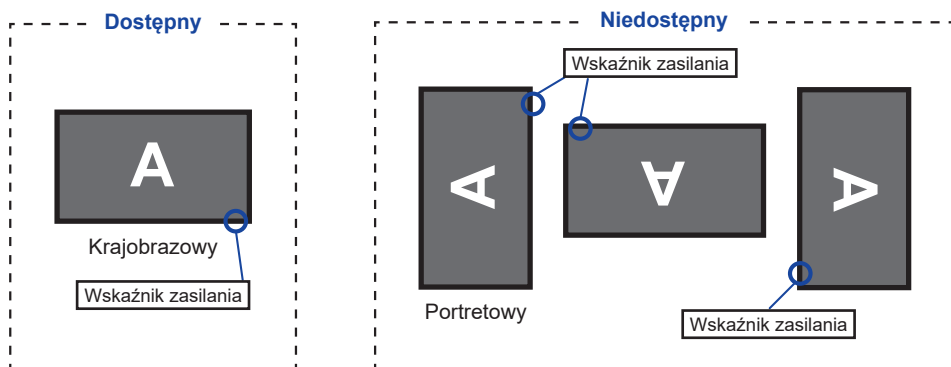 Dostępny
A
Krajobrazowy
Wskaźnik zasilania
Niedostępny
Wskaźnik zasilania
A
A
A
Portretowy
Wskaźnik zasilania